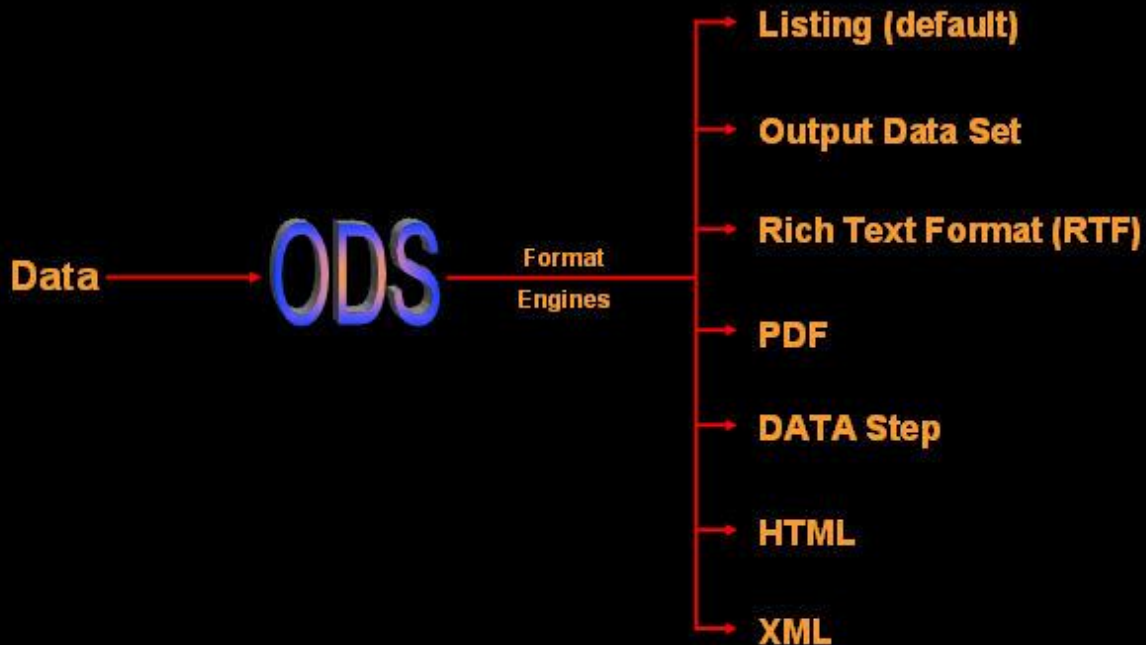 Data
ODS
Format
Engines
Listing (default)
Output Data Set
Rich Text Format (RTF)
PDF
DATA Step
HTML
XML